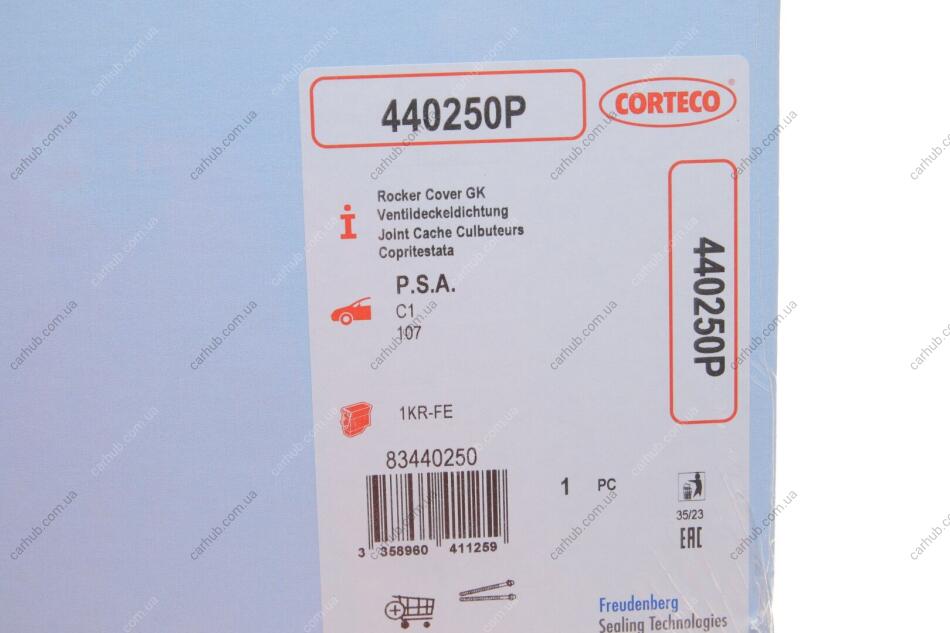 440250P
CORTECO®
Rocker Cover GK
Ventildeckeldichtung
Joint Cache Culbuteurs
Copritestata
P.S.A.
C1
107
440250P
1KR-FE
83440250
3 358960 411259
1 PC
35/23
EAC
Freudenberg
Sealing Technologies
carhub.com.ua